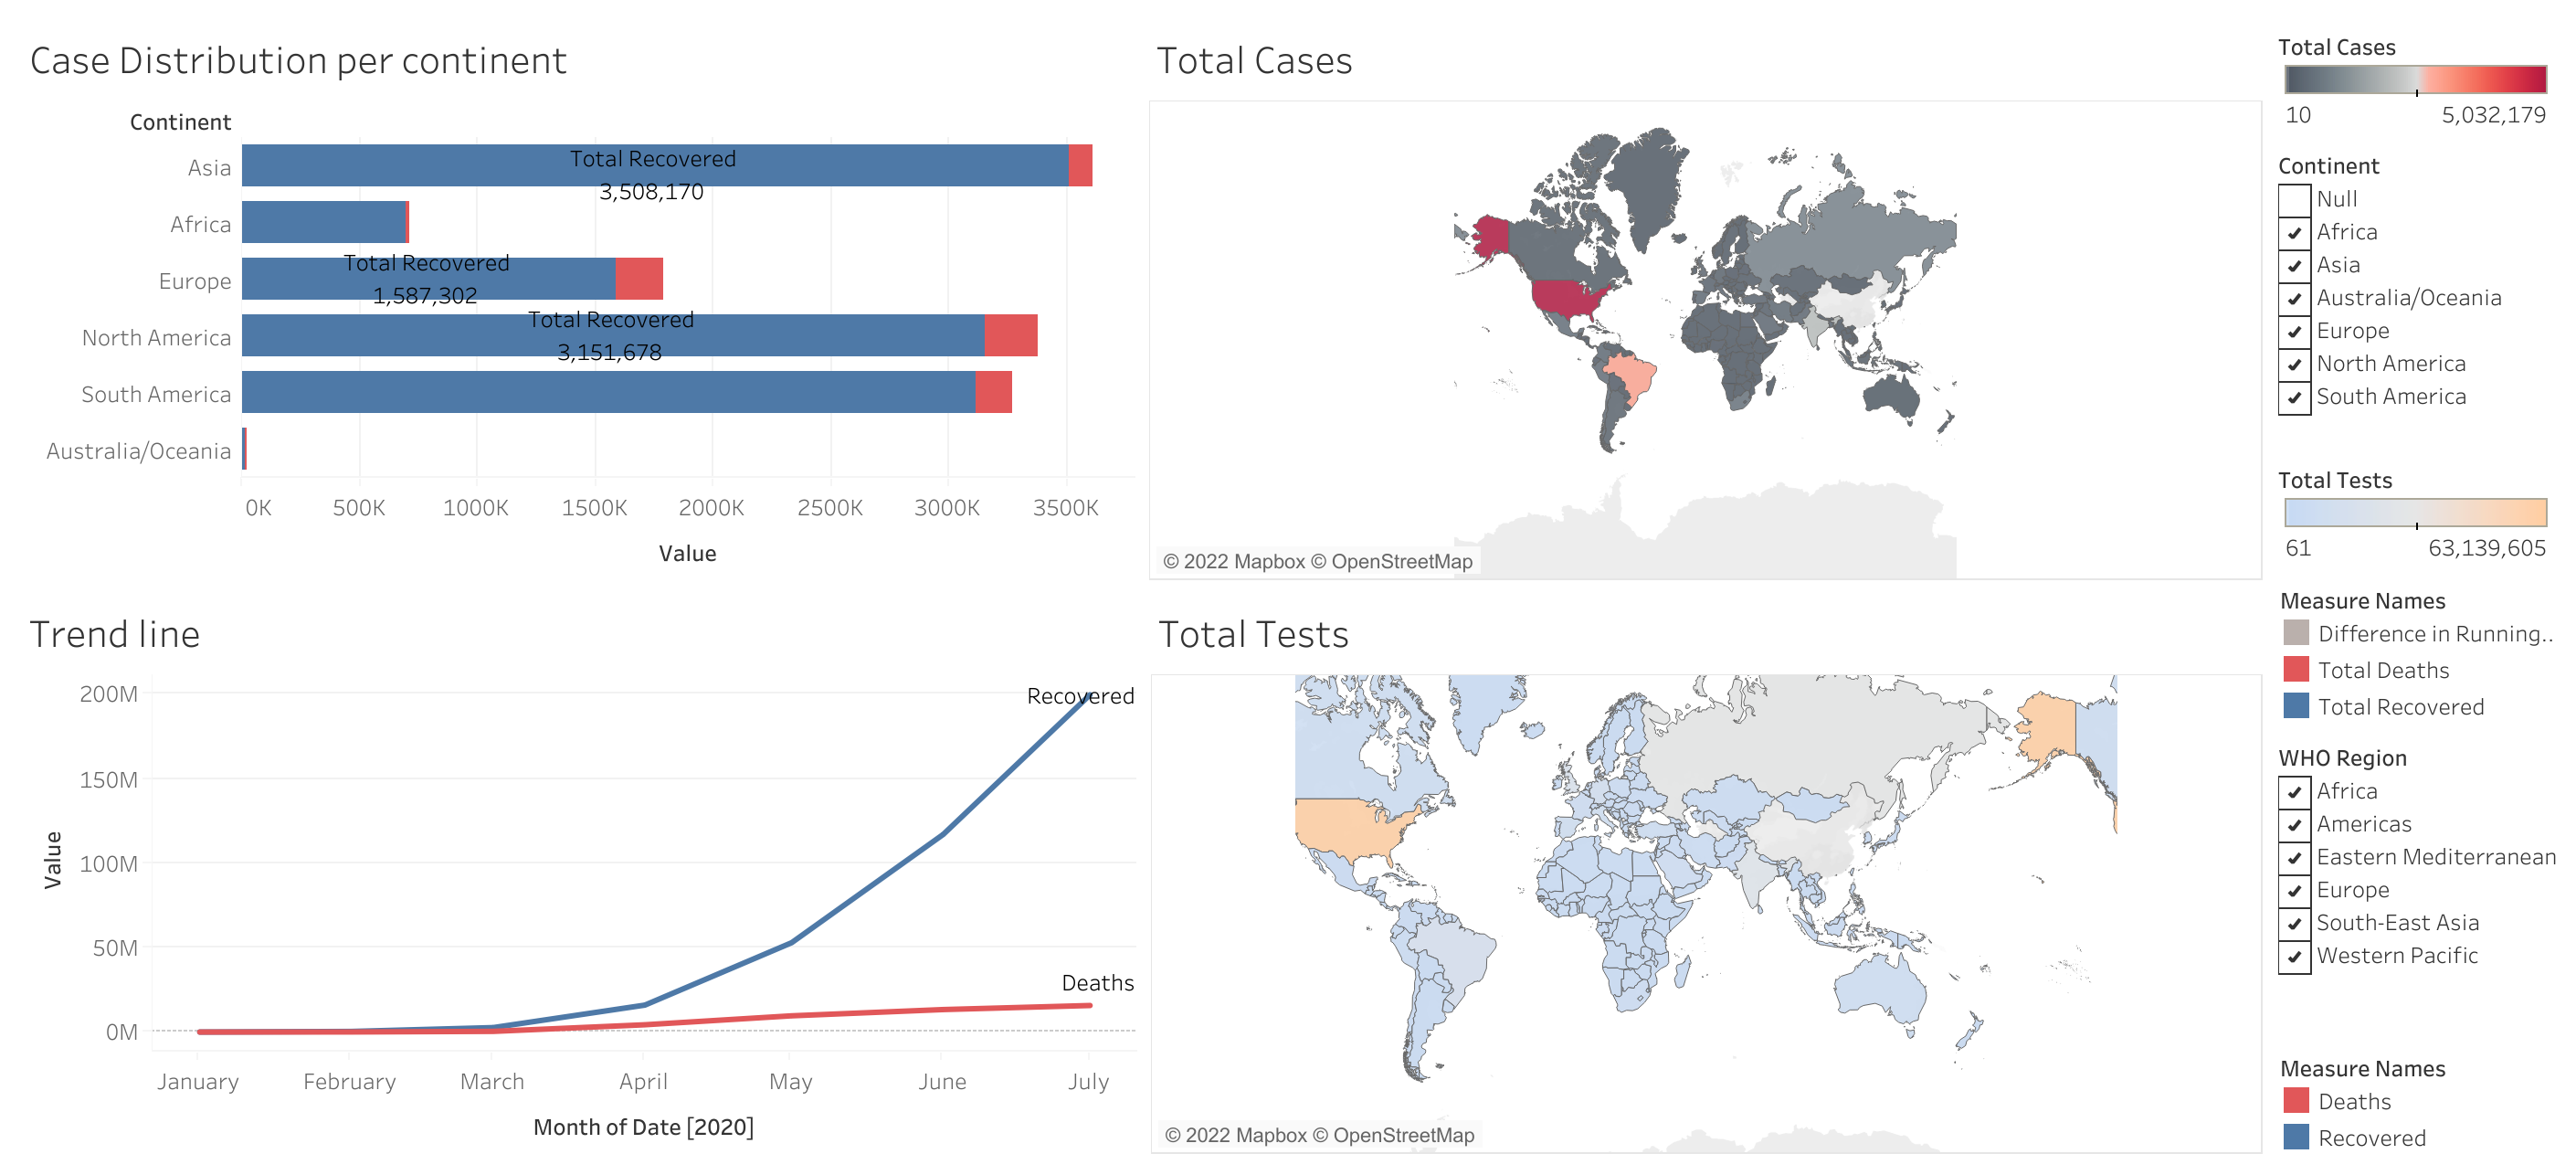 Case Distribution per continent
Continent
Asia
Total Recovered
3,508,170
Africa
Europe
Total Recovered
1,587,302
North America
Total Recovered
3,151,678
South America
Australia/Oceania
0K 500K 1000K 1500K 2000K 2500K 3000K 3500K
Value
Total Cases
© 2022 Mapbox © OpenStreetMap
Trend line
200M
150M
100M
50M
0M
Value
Recovered
Deaths
January February March April May June July
Month of Date [2020]
Total Tests
© 2022 Mapbox © OpenStreetMap
Total Cases
10 5,032,179
Continent
Null
Africa
Asia
Australia/Oceania
Europe
North America
South America
Total Tests
61 63,139,605
Measure Names
Difference in Running..
Total Deaths
Total Recovered
WHO Region
Africa
Americas
Eastern Mediterranean
Europe
South-East Asia
Western Pacific
Measure Names
Deaths
Recovered